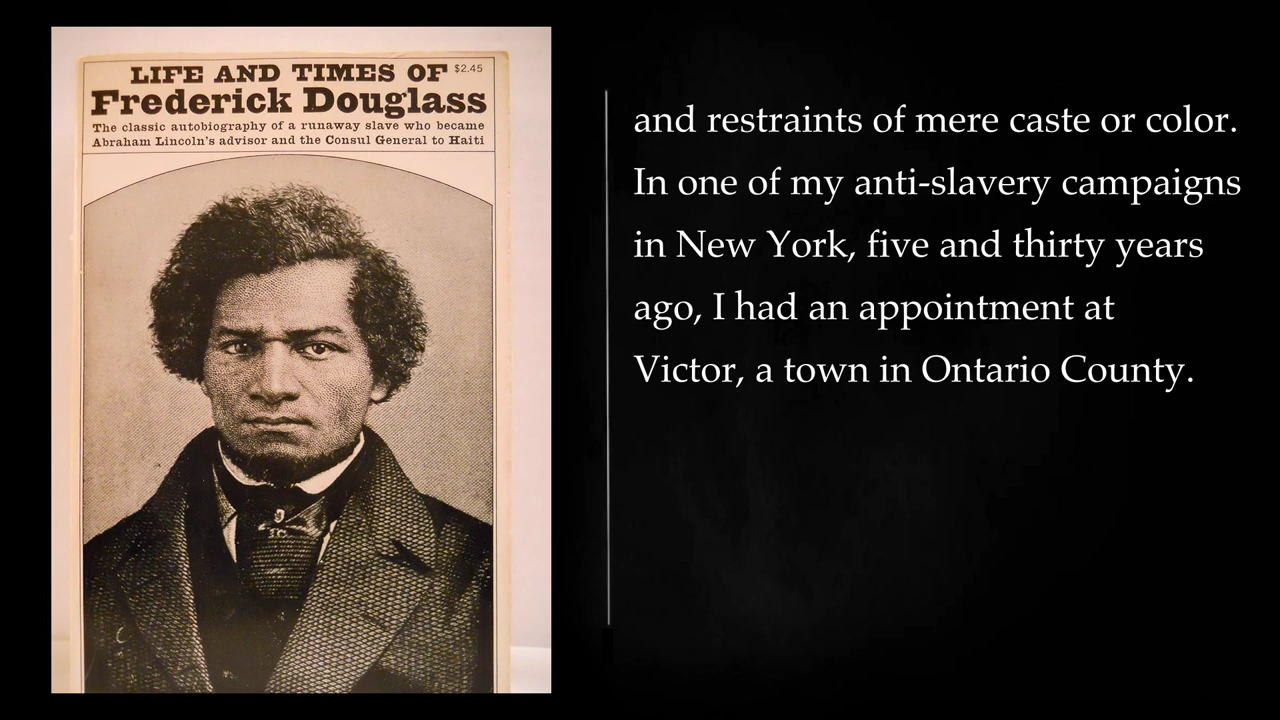 LIFE AND TIMES OF $2.45
Frederick Douglass
The classic autobiography of a runaway slave who became
Abraham Lincoln's advisor and the Consul General to Haiti
and restraints of mere caste or color.
In one of my anti-slavery campaigns
in New York, five and thirty years
ago, I had an appointment at
Victor, a town in Ontario County.